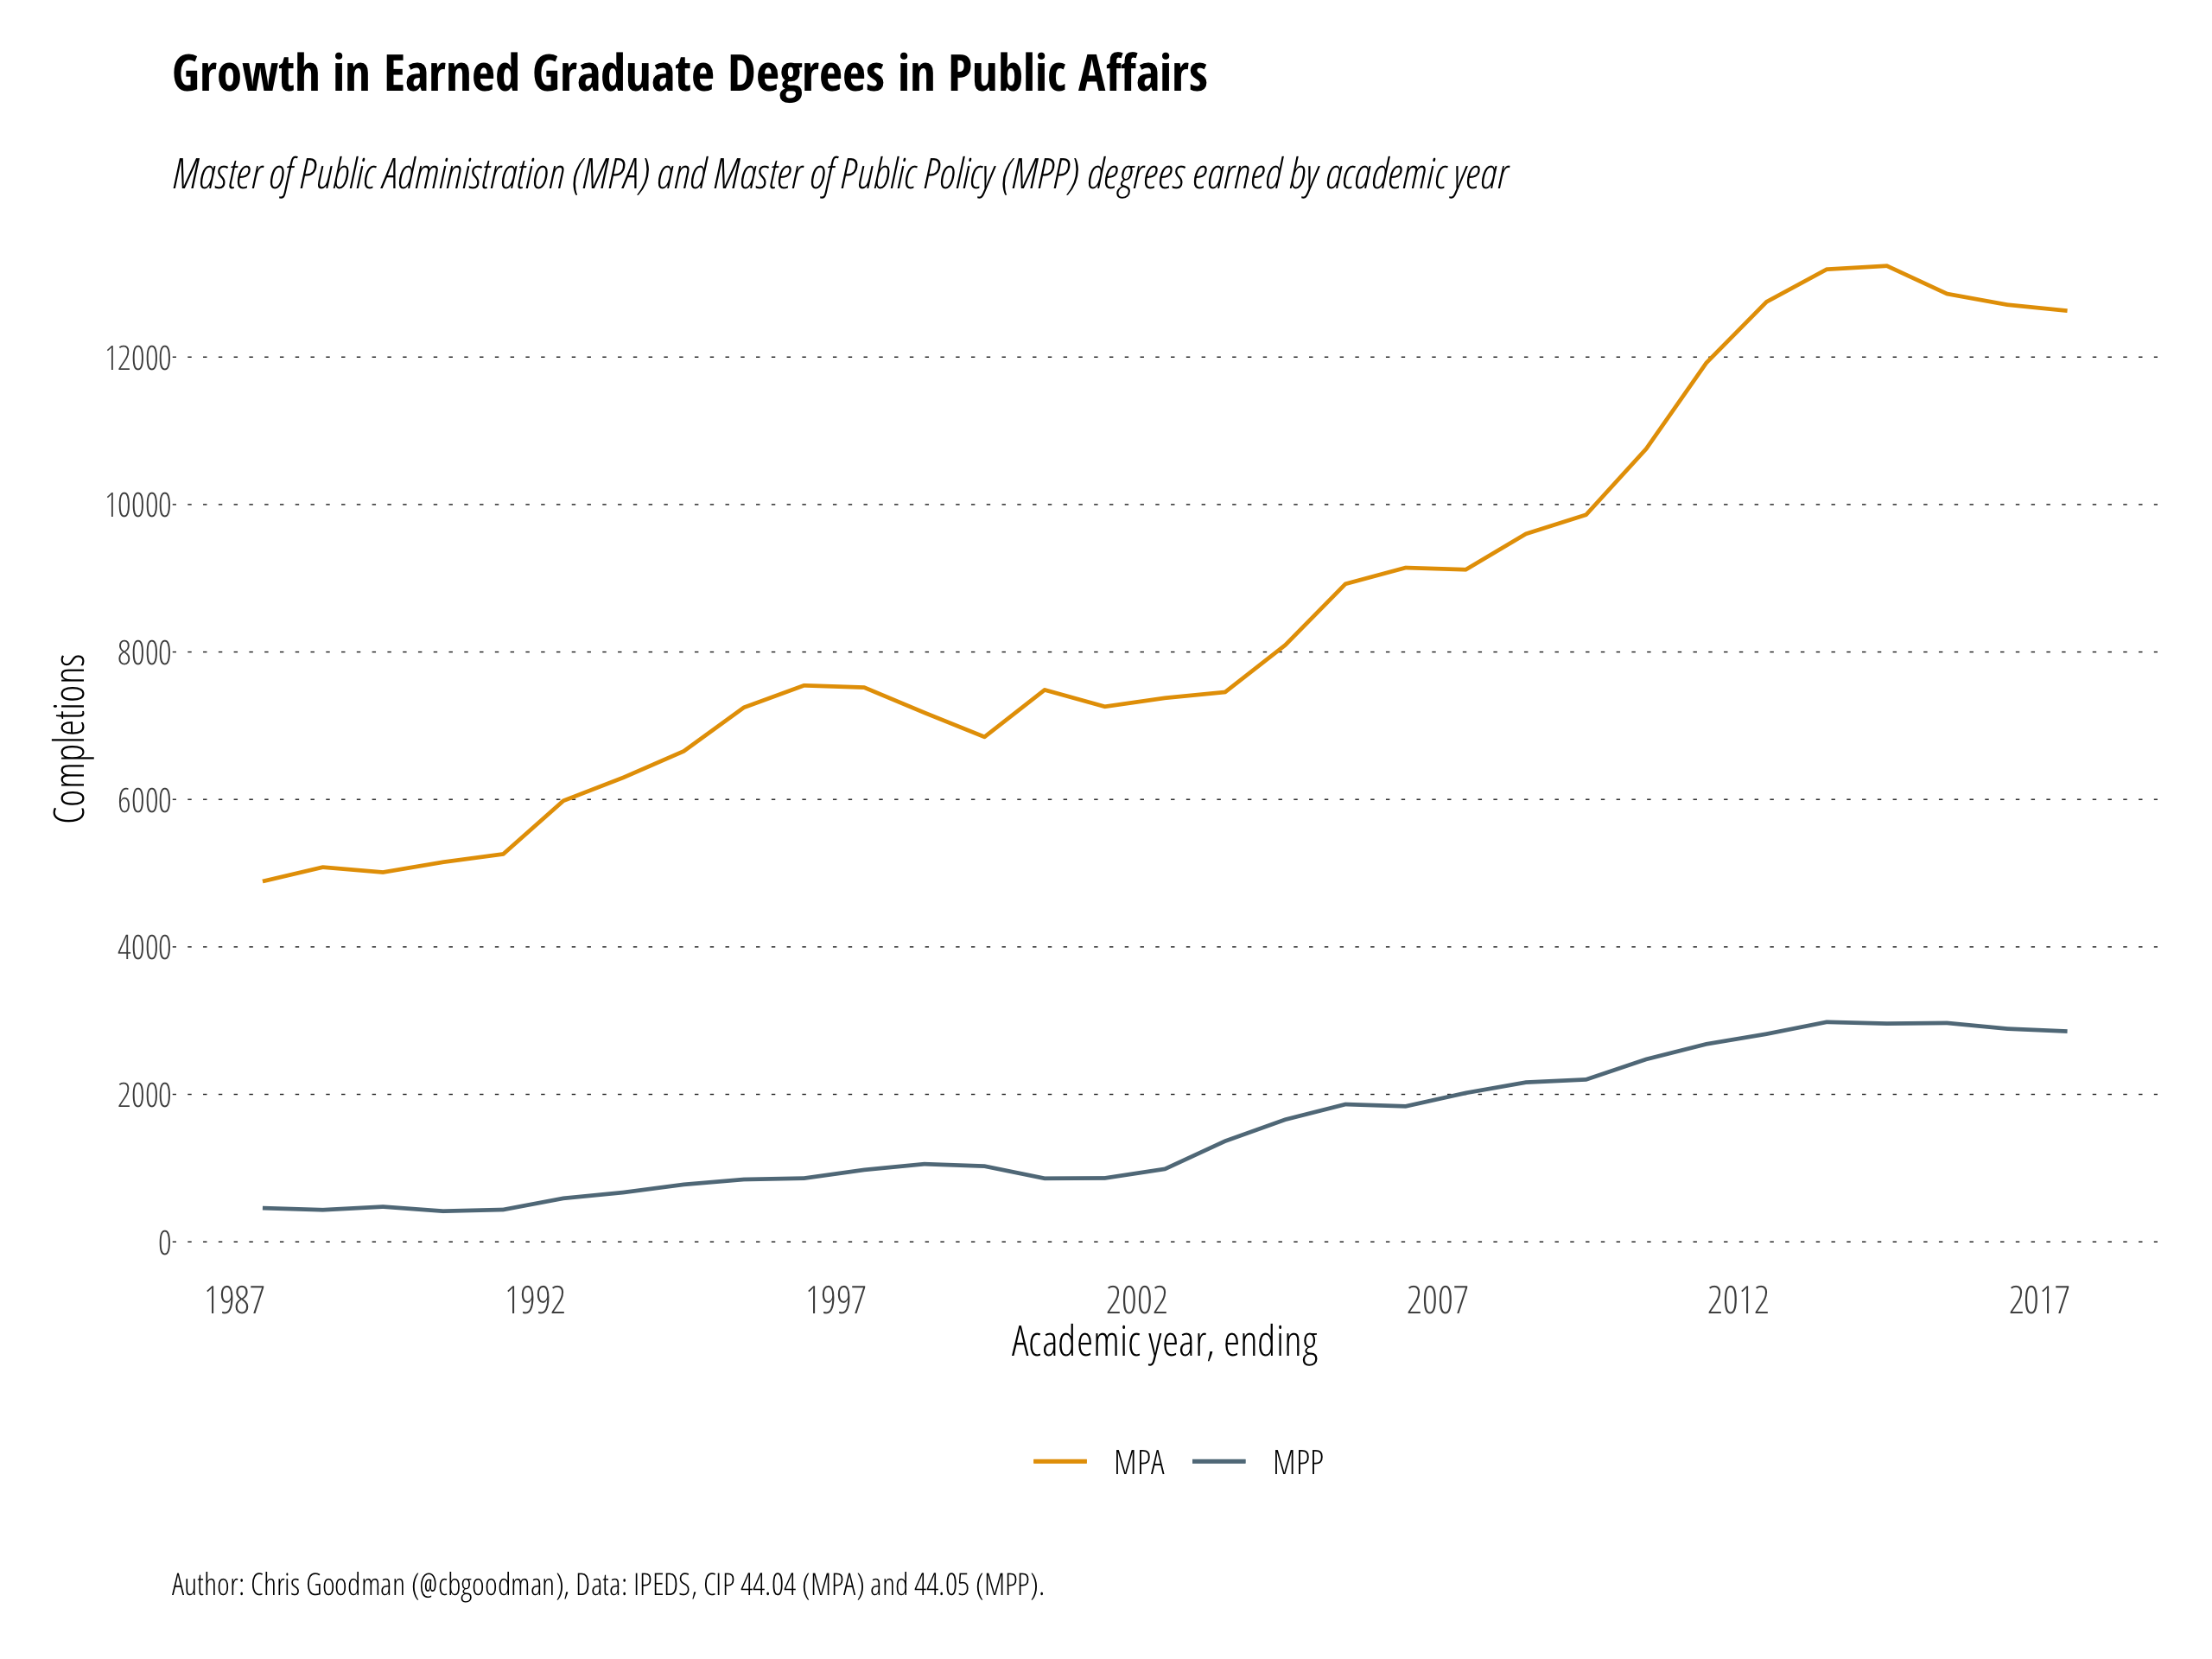 Growth in Earned Graduate Degrees in Public Affairs
Master of Public Administration (MPA) and Master of Public Policy (MPP) degrees earned by academic year
Completions
12000
10000
8000
6000
4000
2000
0
1987 1992 1997 2002 2007 2012 2017
Academic year, ending
MPA MPP
Author: Chris Goodman (@cbgoodman), Data: IPEDS, CIP 44.04 (MPA) and 44.05 (MPP).